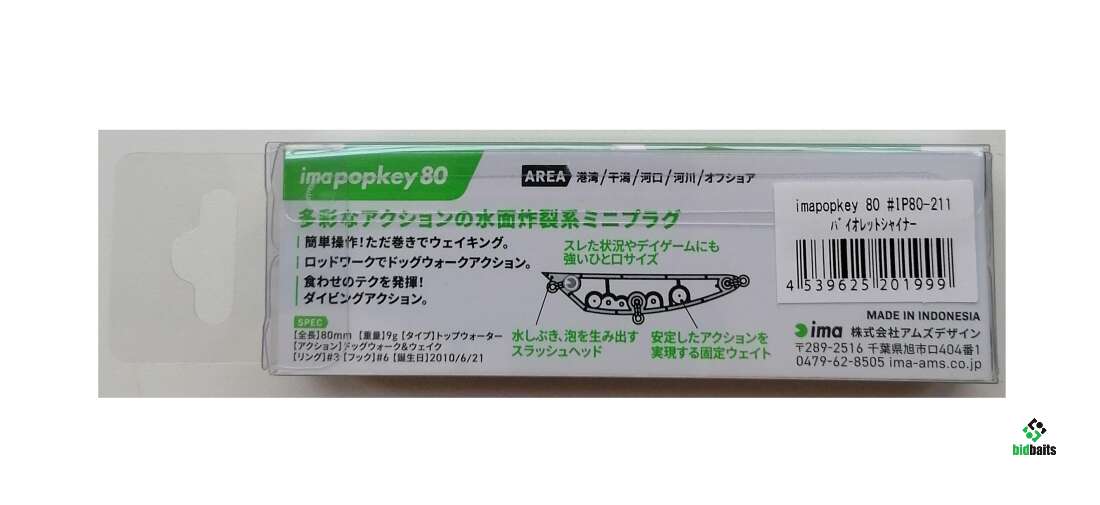 imapopkey 80
AREA 港湾/干潟/河口/河川/オフショア
多彩なアクションの水面炸裂系ミニプラグ
簡単操作!ただ巻きでウェイキング。
ロッドワークでドッグウォークアクション。
食わせのテクを発揮!
ダイビングアクション。
スレた状況やデイゲームにも
強いひと口サイズ
水しぶき、泡を生み出す
スラッシュヘッド
安定したアクションを
実現する固定ウェイト
SPEC
【全長】80mm 【重量】9g 【タイプ】トップウォーター
【アクション】ドッグウォーク&ウェイク
【リング】#3 【フック】#6 【誕生日】2010/6/21
imapopkey 80 #IP80-211
バイオレットシャイナー
4 539625 201999
MADE IN INDONESIA
ima 株式会社アムズデザイン
〒289-2516 千葉県旭市ロ404番1
0479-62-8505 ima-ams.co.jp
bidbaits